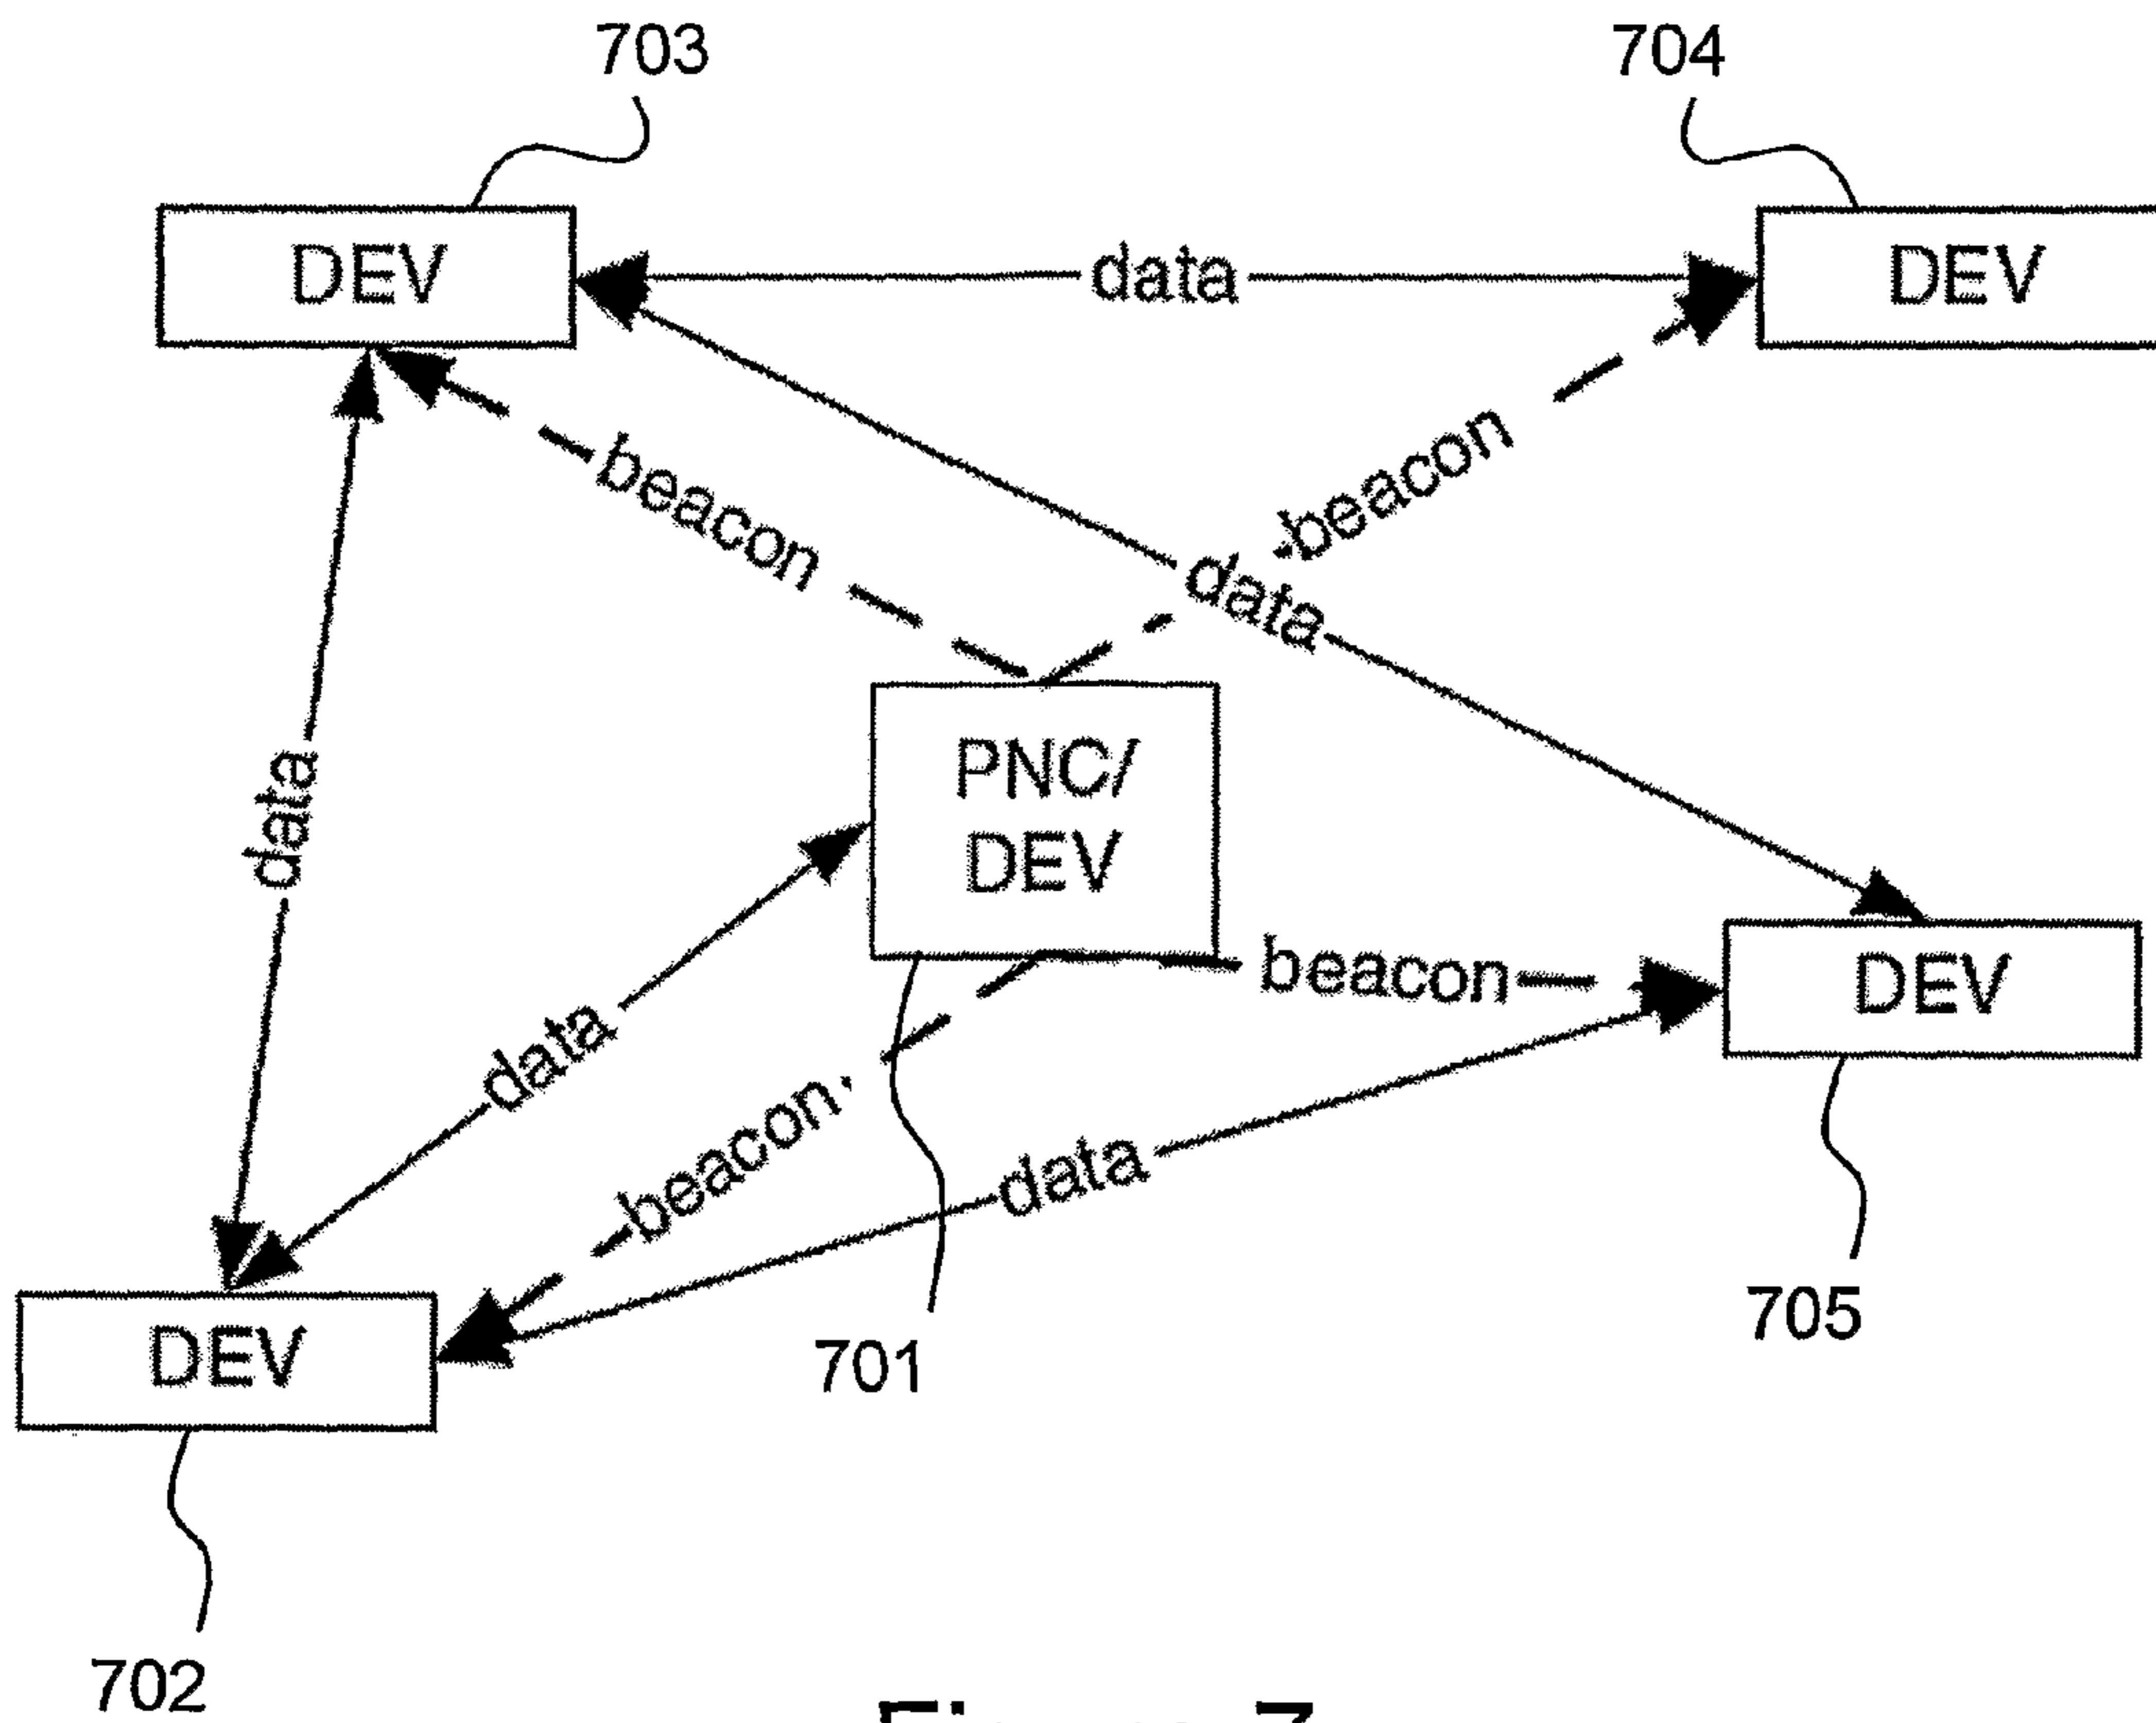 703
704
DEV
data
DEV
beacon
beacon
data
PNC/
DEV
data
beacon
DEV
data
beacon
data
705
DEV
701
702